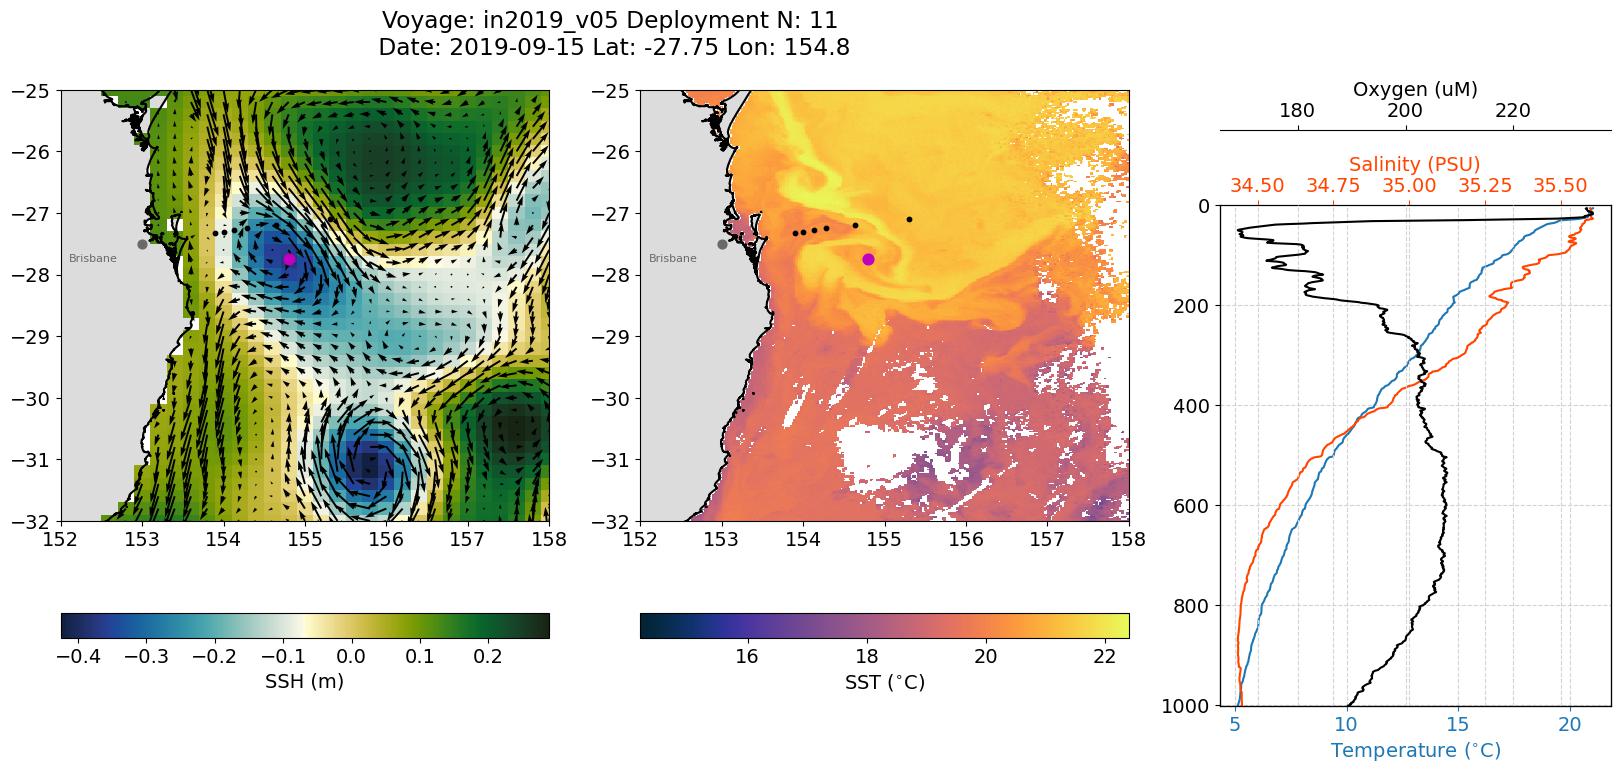 Voyage: in2019_v05 Deployment N: 11
Date: 2019-09-15 Lat: -27.75 Lon: 154.8
−25
−26
−27
−28
−29
−30
−31
−32
Brisbane
152 153 154 155 156 157 158
−0.4 −0.3 −0.2 −0.1 0.0 0.1 0.2
SSH (m)
−25
−26
−27
−28
−29
−30
−31
−32
Brisbane
152 153 154 155 156 157 158
16 18 20 22
SST (°C)
Oxygen (uM)
180 200 220
Salinity (PSU)
34.50 34.75 35.00 35.25 35.50
0
200
400
600
800
1000
5 10 15 20
Temperature (°C)